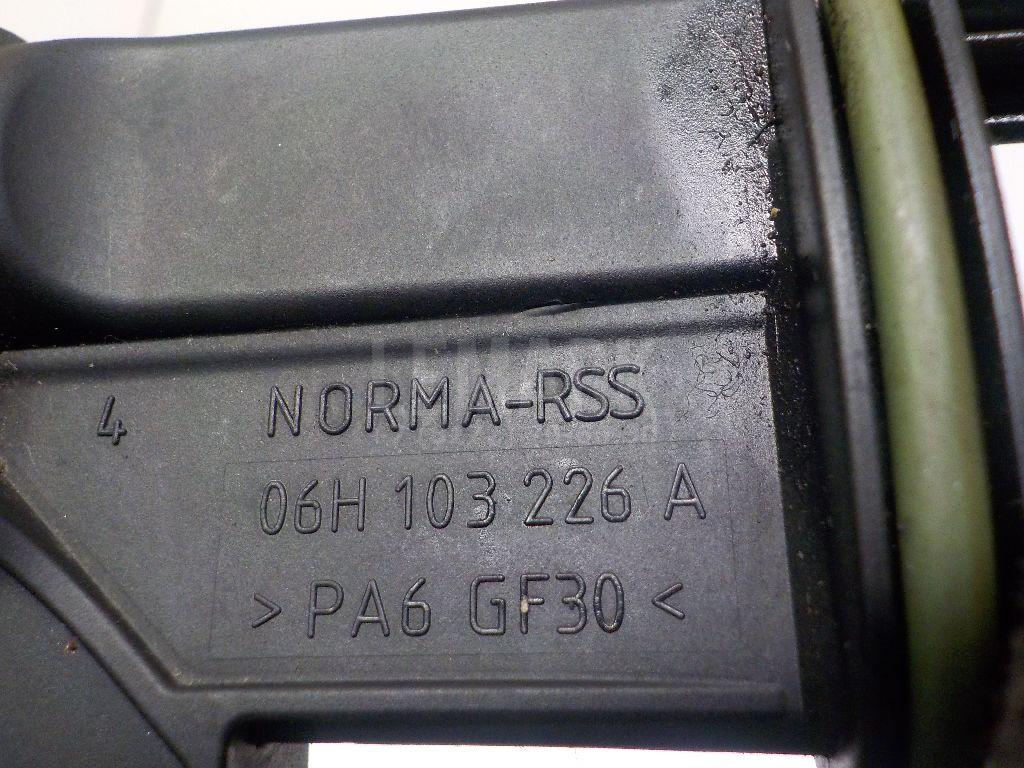 4 NORMA-RSS
06H 103 226 A
>PA6 GF30<